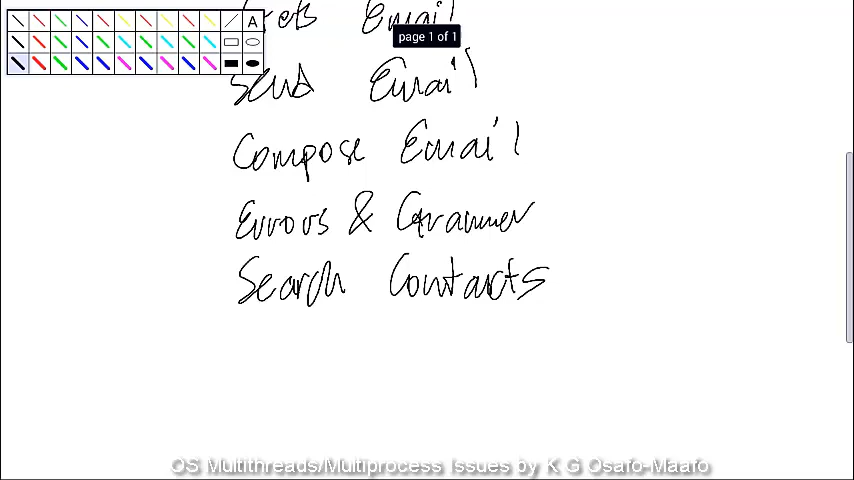 Email
page 1 of 1
A
Send Email
Compose Email
Errors & Grammer
Search Contacts
OS Multithreads/Multiprocess Issues by K G Osafo-Maafo